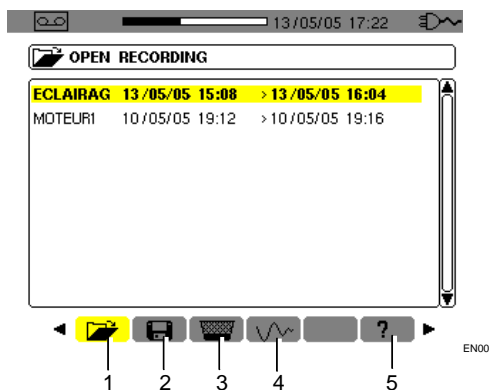 13/05/05 17:22
OPEN RECORDING
ECLAIRAG 13/05/05 15:08 >13/05/05 16:04
MOTEUR1 10/05/05 19:12 >10/05/05 19:16
?
1 2 3 4 5
EN00